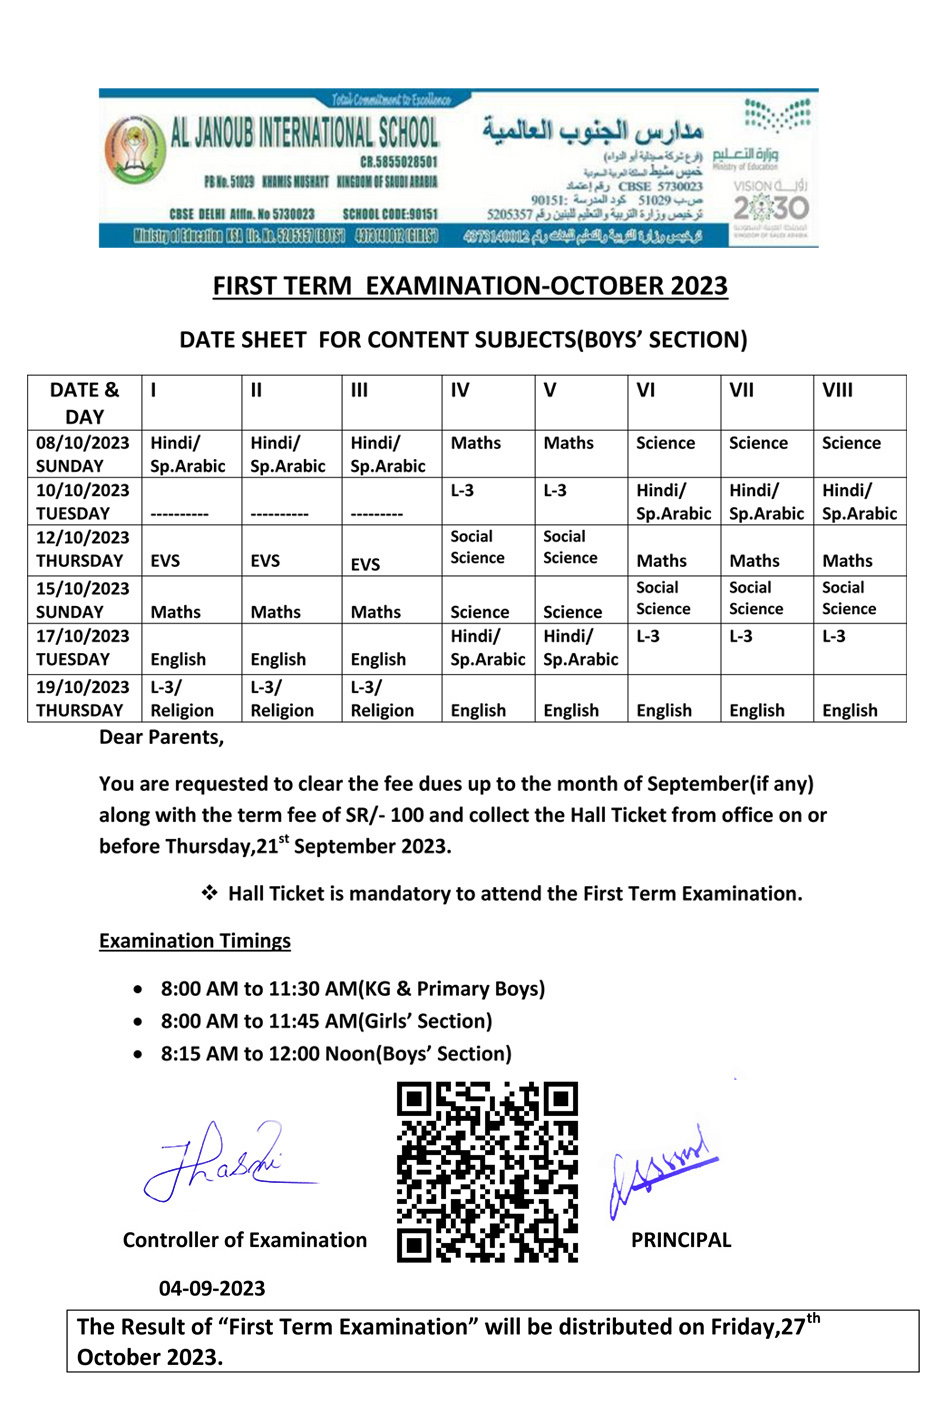 Total Commitment to Excellence
AL JANOUB INTERNATIONAL SCHOOL
CR.5855028501
PB No. 51029 KHAMIS MUSHAYT KINGDOM OF SAUDI ARABIA
CBSE DELHI Affln. No 5730023 SCHOOL CODE:90151
Ministry of Education KSA Lic. No. 5205357 (BOYS) 4373140012 (GIRLS)
مدارس الجنوب العالمية
(فرع شركة صيتلية أبو النواء)
خميس مشيط المملكة العربية السعودية
CBSE 5730023 رقم إعتماد
ص.ب 51029 كود المدرسة :90151
ترخيص وزارة التربية والتعليم للبنين رقم 5205357
ترخيص وزارة التربية والتعليم للبنات رقم 4373140012
وزارة التعليم
Ministry of Education
VISION رؤية
2030
المملكة العربية السعودية
KINGDOM OF SAUDI ARABIA
FIRST TERM EXAMINATION-OCTOBER 2023
DATE SHEET FOR CONTENT SUBJECTS(B0YS’ SECTION)
DATE & DAY I II III IV V VI VII VIII
08/10/2023 SUNDAY Hindi/ Sp.Arabic Hindi/ Sp.Arabic Hindi/ Sp.Arabic Maths Maths Science Science Science
10/10/2023 TUESDAY ---------- ---------- --------- L-3 L-3 Hindi/ Sp.Arabic Hindi/ Sp.Arabic Hindi/ Sp.Arabic
12/10/2023 THURSDAY EVS EVS EVS Social Science Social Science Maths Maths Maths
15/10/2023 SUNDAY Maths Maths Maths Science Science Social Science Social Science Social Science
17/10/2023 TUESDAY English English English Hindi/ Sp.Arabic Hindi/ Sp.Arabic L-3 L-3 L-3
19/10/2023 THURSDAY L-3/ Religion L-3/ Religion L-3/ Religion English English English English English
Dear Parents,
You are requested to clear the fee dues up to the month of September(if any)
along with the term fee of SR/- 100 and collect the Hall Ticket from office on or
before Thursday,21st September 2023.
❖ Hall Ticket is mandatory to attend the First Term Examination.
Examination Timings
• 8:00 AM to 11:30 AM(KG & Primary Boys)
• 8:00 AM to 11:45 AM(Girls’ Section)
• 8:15 AM to 12:00 Noon(Boys’ Section)
Controller of Examination PRINCIPAL
04-09-2023
The Result of “First Term Examination” will be distributed on Friday,27th
October 2023.